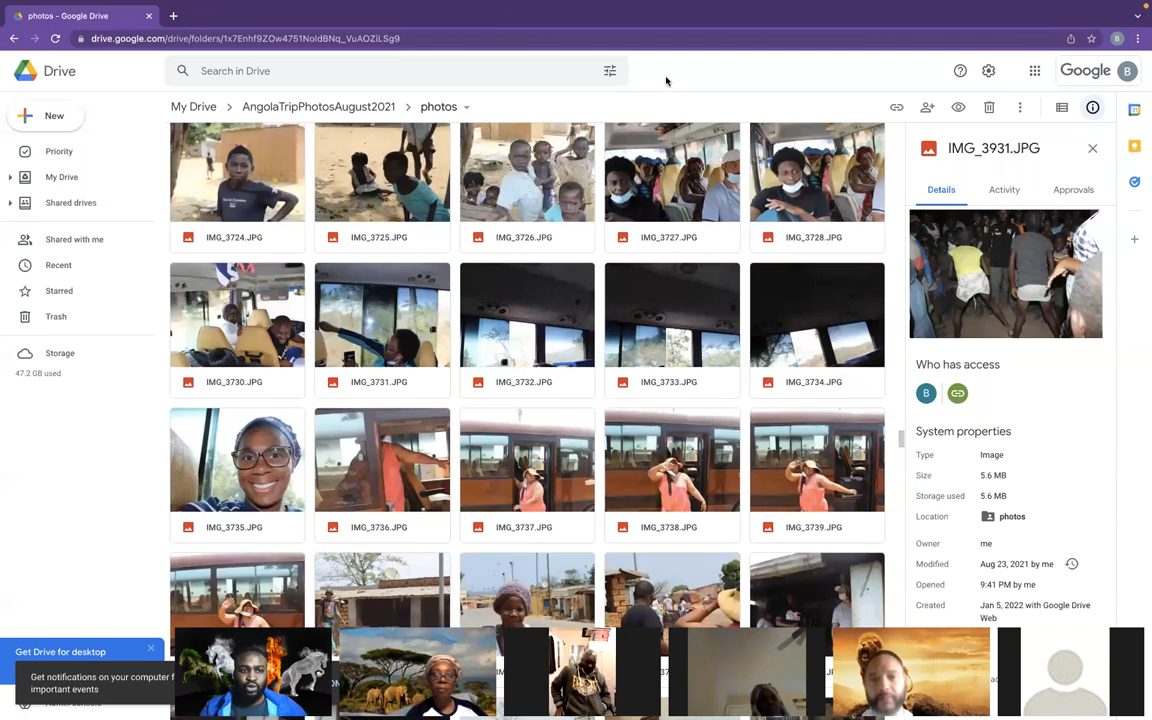 photos - Google Drive
drive.google.com/drive/folders/1x7Enhf9ZOw4751NoldBNq_VuAOZiLSg9
B
Drive
Search in Drive
Google
B
New
My Drive
AngolaTripPhotosAugust2021
photos
Priority
My Drive
Shared drives
Shared with me
Recent
Starred
Trash
Storage
47.2 GB used
IMG_3724.JPG
IMG_3725.JPG
IMG_3726.JPG
IMG_3727.JPG
IMG_3728.JPG
IMG_3730.JPG
IMG_3731.JPG
IMG_3732.JPG
IMG_3733.JPG
IMG_3734.JPG
IMG_3735.JPG
IMG_3736.JPG
IMG_3737.JPG
IMG_3738.JPG
IMG_3739.JPG
IMG_3931.JPG
Details
Activity
Approvals
Who has access
B
System properties
Type
Image
Size
5.6 MB
Storage used
5.6 MB
Location
photos
Owner
me
Modified
Aug 23, 2021 by me
Opened
9:41 PM by me
Created
Jan 5, 2022 with Google Drive
Web
Get Drive for desktop
Get notifications on your computer f
important events